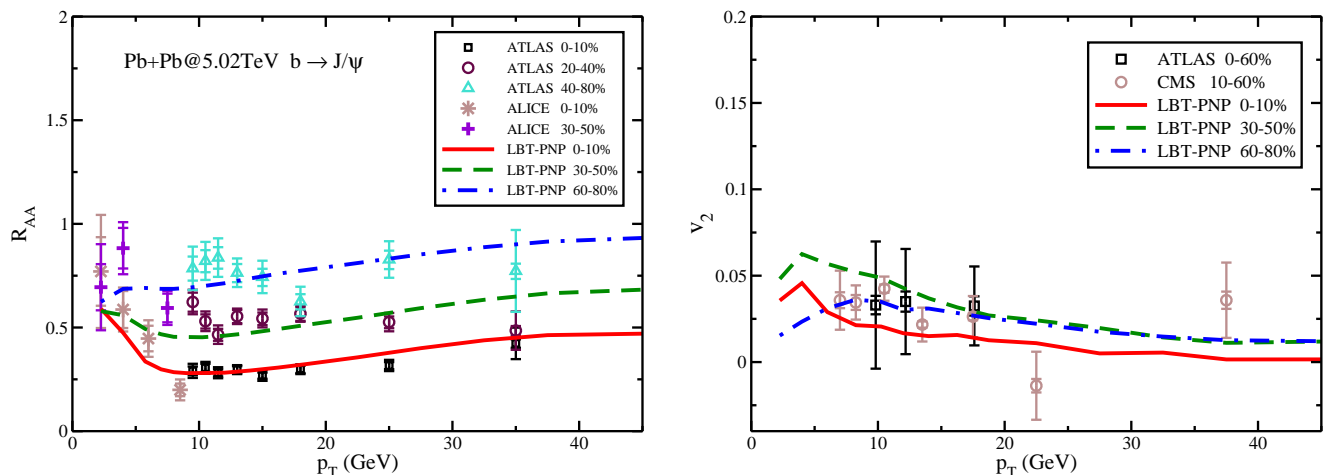 2
1.5
1
0.5
0
R_AA
Pb+Pb@5.02TeV b → J/ψ
ATLAS 0-10%
ATLAS 20-40%
ATLAS 40-80%
ALICE 0-10%
ALICE 30-50%
LBT-PNP 0-10%
LBT-PNP 30-50%
LBT-PNP 60-80%
0 10 20 30 40
p_T (GeV)
0.2
0.15
0.1
0.05
0
v_2
ATLAS 0-60%
CMS 10-60%
LBT-PNP 0-10%
LBT-PNP 30-50%
LBT-PNP 60-80%
0 10 20 30 40
p_T (GeV)